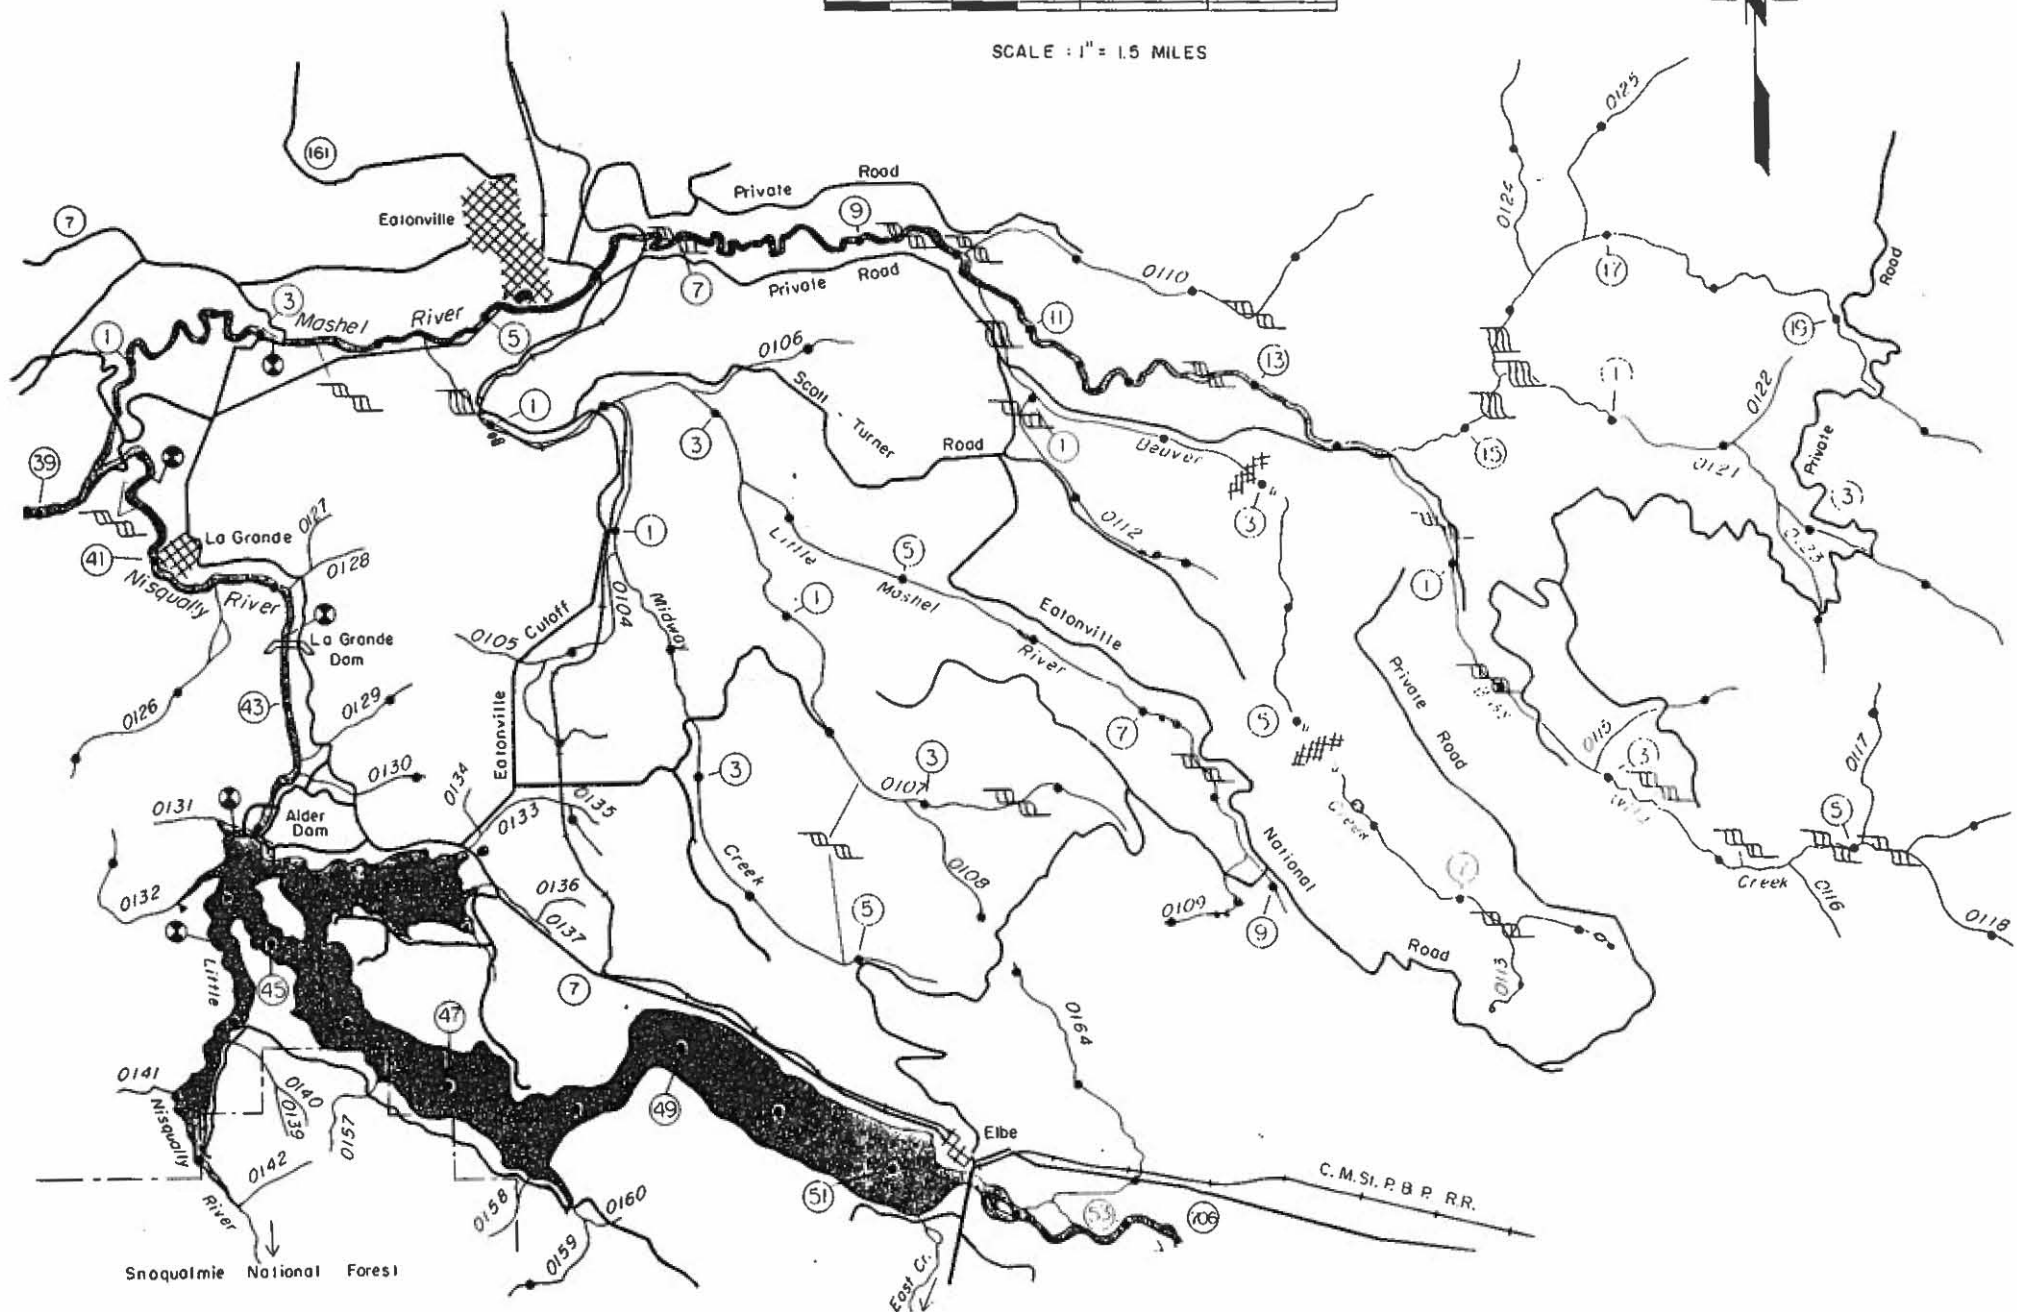 SCALE : 1" = 1.5 MILES
0125
161
0124
Private Road
Eatonville
9
7
17
Road
0110
7
Private Road
3
Mashel River
5
11
19
1
0106
13
1
0122
Scott - Turner Road
1
3
1
Beaver
15
0121
Private
39
3
3
0127
La Grande
0128
1
0112
41
Little Mashel River
5
0123
Nisqually River
0104
Midway
1
Eatonville
1
0105
Cutoff
La Grande Dam
0126
43
0129
Eatonville
7
5
Private Road
0115
0117
0130
0134
3
3
3
0107
0131
Alder Dam
0133
0135
5
Creek
0132
0136
0137
Creek
0108
National
7
Creek
0116
0118
5
0109
9
Road
0113
Little
45
7
47
0164
0141
Nisqually
0140
0139
0157
49
Elbe
0142
River
51
C. M. St. P. & P. R.R.
53
706
0158
0160
0159
East Cr.
Snoqualmie National Forest